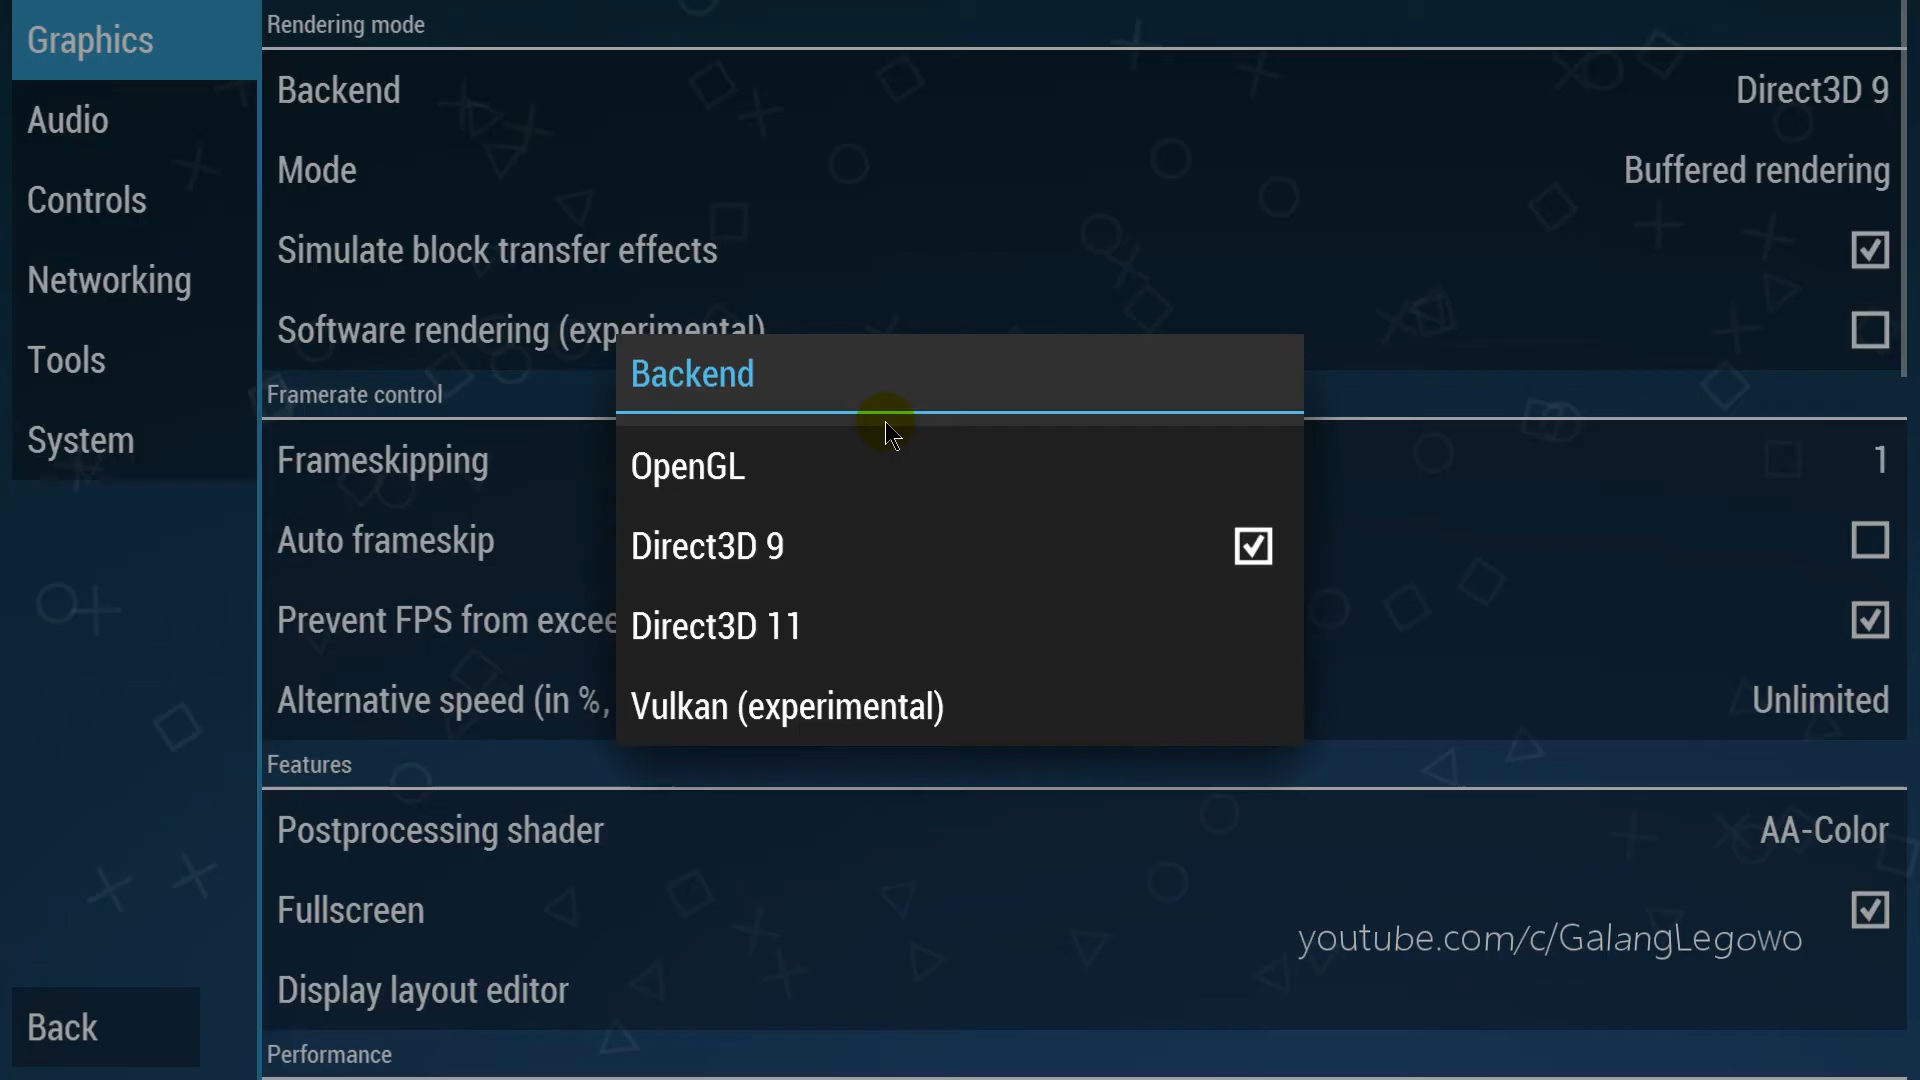 Graphics
Audio
Controls
Networking
Tools
System
Back
Rendering mode
Backend Direct3D 9
Mode Buffered rendering
Simulate block transfer effects
Software rendering (experimental)
Framerate control
Frameskipping 1
Auto frameskip
Prevent FPS from excee
Alternative speed (in %, Unlimited
Features
Postprocessing shader AA-Color
Fullscreen
Display layout editor
Performance
Backend
OpenGL
Direct3D 9
Direct3D 11
Vulkan (experimental)
youtube.com/c/GalangLegowo